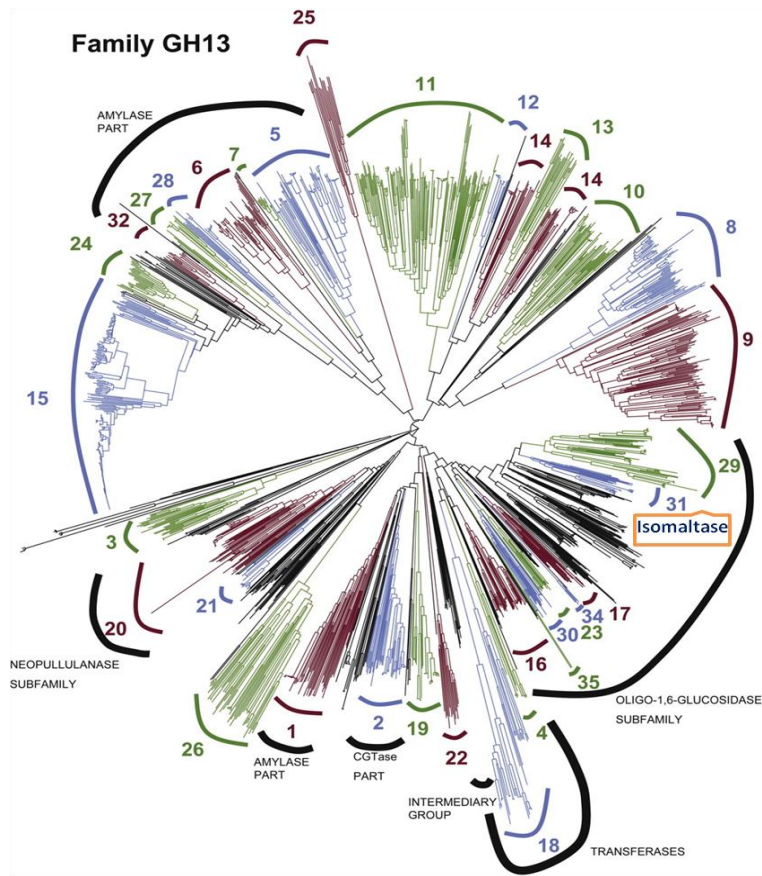 Family GH13
25
11
12
13
14
14
10
8
9
AMYLASE
PART
5
7
6
28
27
32
24
15
29
31
Isomaltase
3
21
20
NEOPULLULANASE
SUBFAMILY
17
34
23
30
16
35
OLIGO-1,6-GLUCOSIDASE
SUBFAMILY
26
1
AMYLASE
PART
2
CGTase
PART
19
22
4
INTERMEDIARY
GROUP
18
TRANSFERASES